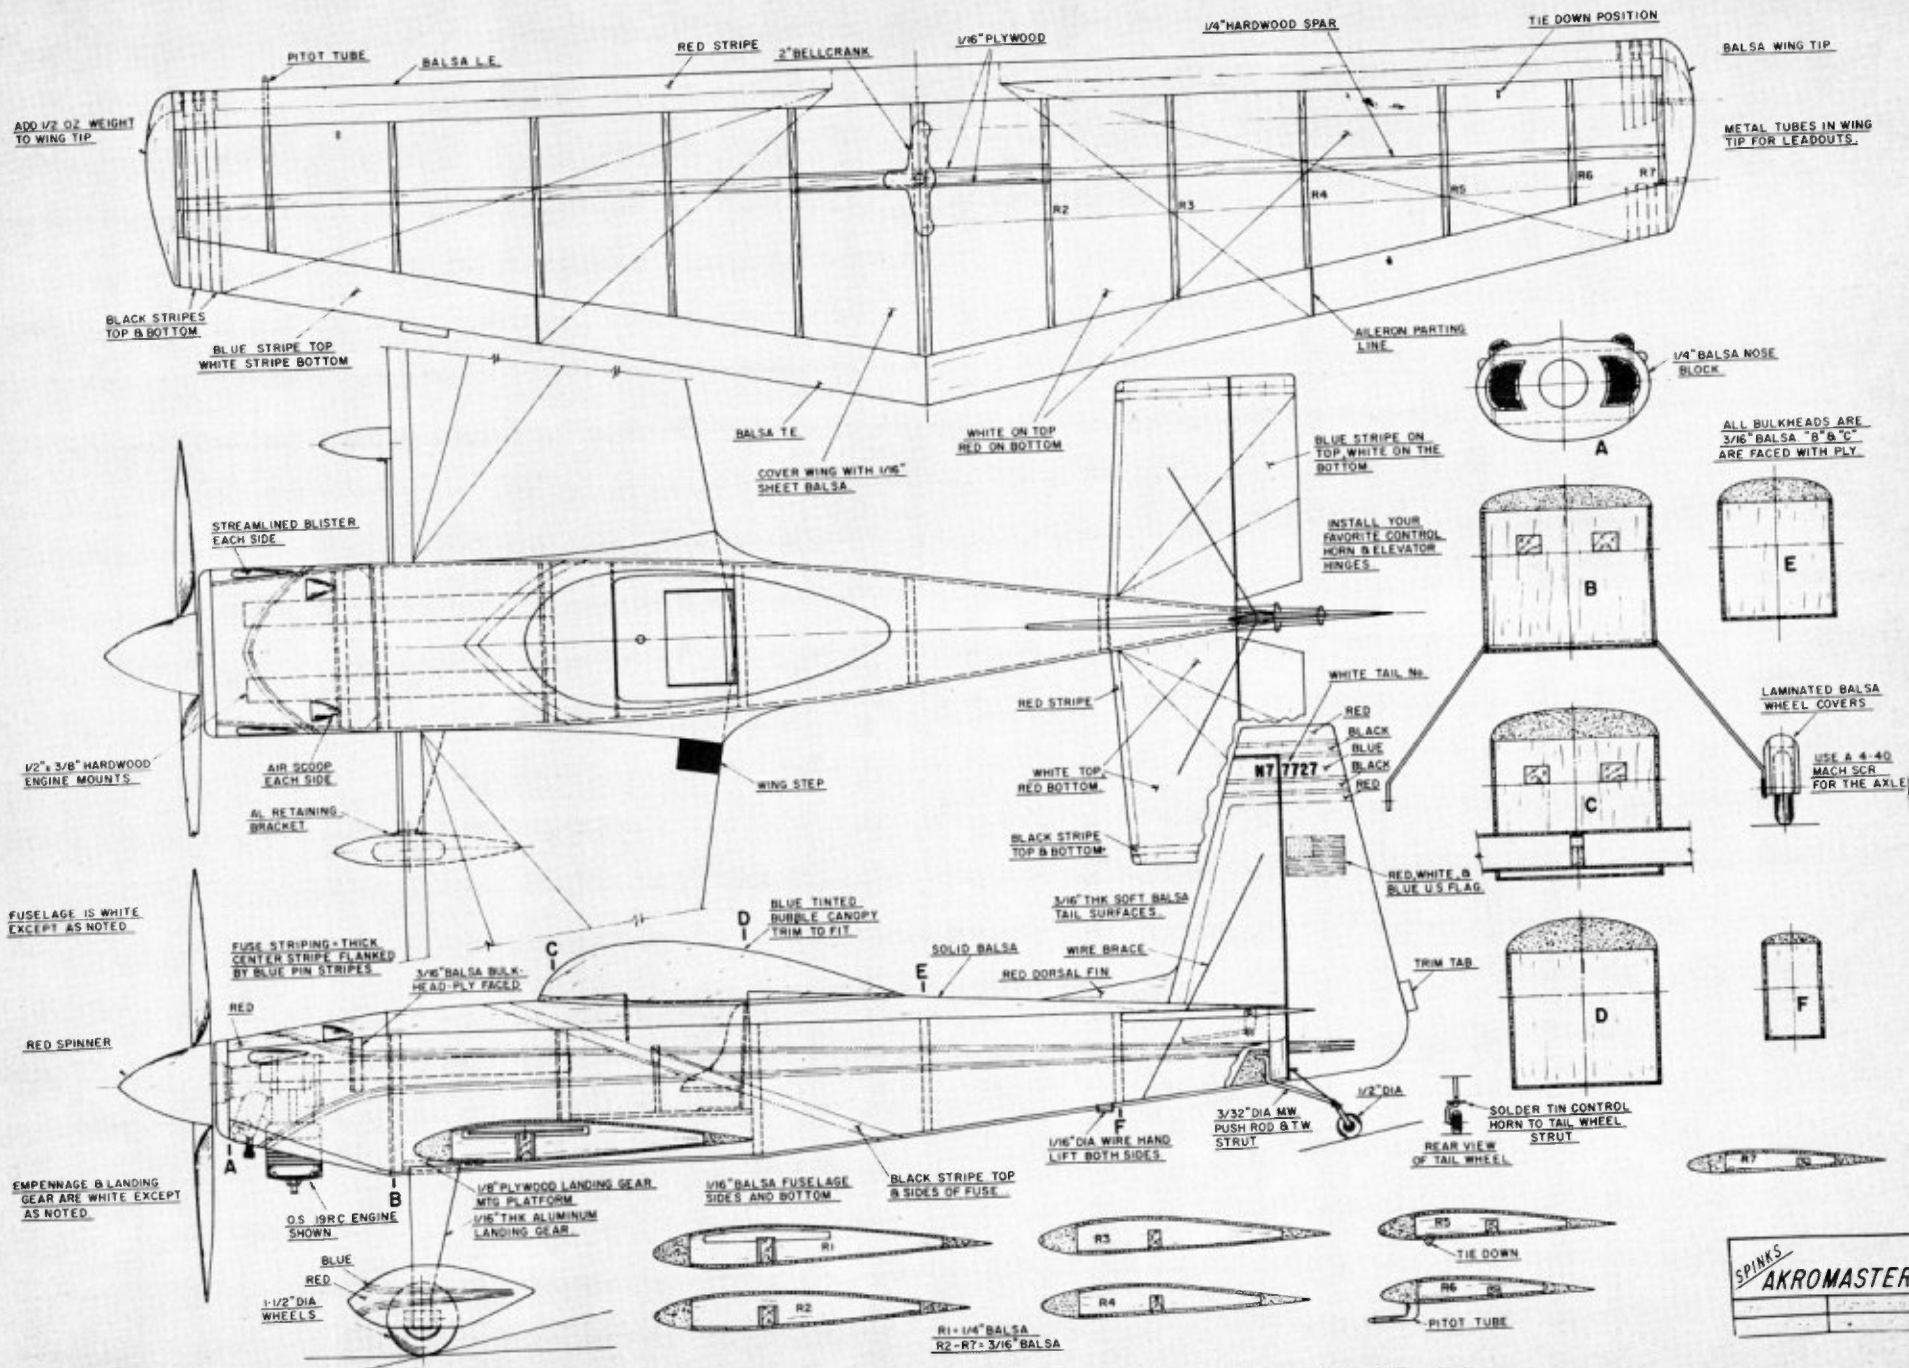 PITOT TUBE
BALSA L.E.
RED STRIPE
2" BELLCRANK
1/16" PLYWOOD
1/4" HARDWOOD SPAR
TIE DOWN POSITION
BALSA WING TIP
ADD 1/2 OZ. WEIGHT
TO WING TIP
METAL TUBES IN WING
TIP FOR LEADOUTS.
R2
R3
R4
R5
R6
R7
BLACK STRIPES
TOP & BOTTOM
BLUE STRIPE TOP
WHITE STRIPE BOTTOM
AILERON PARTING
LINE
1/4" BALSA NOSE
BLOCK
A
BALSA T.E.
WHITE ON TOP
RED ON BOTTOM
COVER WING WITH 1/16"
SHEET BALSA.
BLUE STRIPE ON
TOP, WHITE ON THE
BOTTOM
ALL BULKHEADS ARE
3/16" BALSA. "B" & "C"
ARE FACED WITH PLY.
STREAMLINED BLISTER
EACH SIDE
INSTALL YOUR
FAVORITE CONTROL
HORN & ELEVATOR
HINGES
B
E
WHITE TAIL No.
RED STRIPE
RED
BLACK
BLUE
BLACK
RED
N77727
LAMINATED BALSA
WHEEL COVERS
1/2" x 3/8" HARDWOOD
ENGINE MOUNTS
AIR SCOOP
EACH SIDE
WING STEP
WHITE TOP,
RED BOTTOM.
USE A 4-40
MACH SCR
FOR THE AXLE
AL RETAINING
BRACKET
BLACK STRIPE
TOP & BOTTOM
C
RED, WHITE, &
BLUE U.S FLAG.
FUSELAGE IS WHITE
EXCEPT AS NOTED
FUSE STRIPING = THICK
CENTER STRIPE FLANKED
BY BLUE PIN STRIPES
3/16" BALSA BULK-
HEAD-PLY FACED
C
D
BLUE TINTED
BUBBLE CANOPY
TRIM TO FIT
3/16" THK SOFT BALSA
TAIL SURFACES
SOLID BALSA
WIRE BRACE
E
RED DORSAL FIN
TRIM TAB
RED
RED SPINNER
D
F
A
B
F
3/32" DIA MW
PUSH ROD & T.W.
STRUT
1/2" DIA
SOLDER TIN CONTROL
HORN TO TAIL WHEEL
STRUT
REAR VIEW
OF TAIL WHEEL
1/16" DIA WIRE HAND
LIFT BOTH SIDES
EMPENNAGE & LANDING
GEAR ARE WHITE EXCEPT
AS NOTED
O.S 19RC ENGINE
SHOWN
1/8" PLYWOOD LANDING GEAR
MTG PLATFORM
1/16" THK ALUMINUM
LANDING GEAR
1/16" BALSA FUSELAGE
SIDES AND BOTTOM
BLACK STRIPE TOP
& SIDES OF FUSE.
R7
BLUE
RED
1-1/2" DIA
WHEELS
R1
R3
R5
TIE DOWN
R2
R4
R6
PITOT TUBE
R1 = 1/4" BALSA
R2-R7 = 3/16" BALSA
SPINKS
AKROMASTER